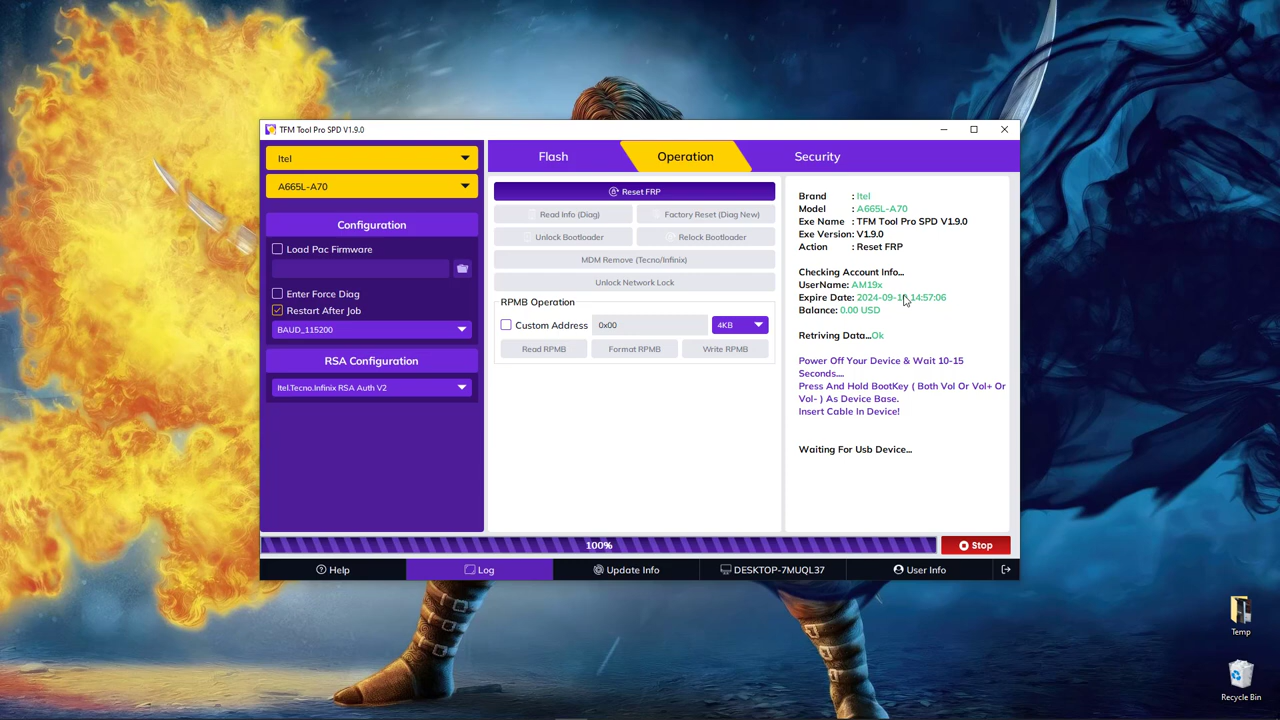 TFM Tool Pro SPD V1.9.0
Itel
A665L-A70
Configuration
Load Pac Firmware
Enter Force Diag
Restart After Job
BAUD_115200
RSA Configuration
Itel.Tecno.Infinix RSA Auth V2
Flash
Operation
Security
Reset FRP
Read Info (Diag)
Factory Reset (Diag New)
Unlock Bootloader
Relock Bootloader
MDM Remove (Tecno/Infinix)
Unlock Network Lock
RPMB Operation
Custom Address
0x00
4KB
Read RPMB
Format RPMB
Write RPMB
Brand : Itel
Model : A665L-A70
Exe Name : TFM Tool Pro SPD V1.9.0
Exe Version: V1.9.0
Action : Reset FRP
Checking Account Info...
UserName: AM19x
Expire Date: 14:57:06
Balance: 0.00 USD
Retriving Data...Ok
Power Off Your Device & Wait 10-15
Seconds....
Press And Hold BootKey ( Both Vol Or Vol+ Or
Vol- ) As Device Base.
Insert Cable In Device!
Waiting For Usb Device...
100%
Stop
Help
Log
Update Info
DESKTOP-7MUQL37
User Info
Temp
Recycle Bin